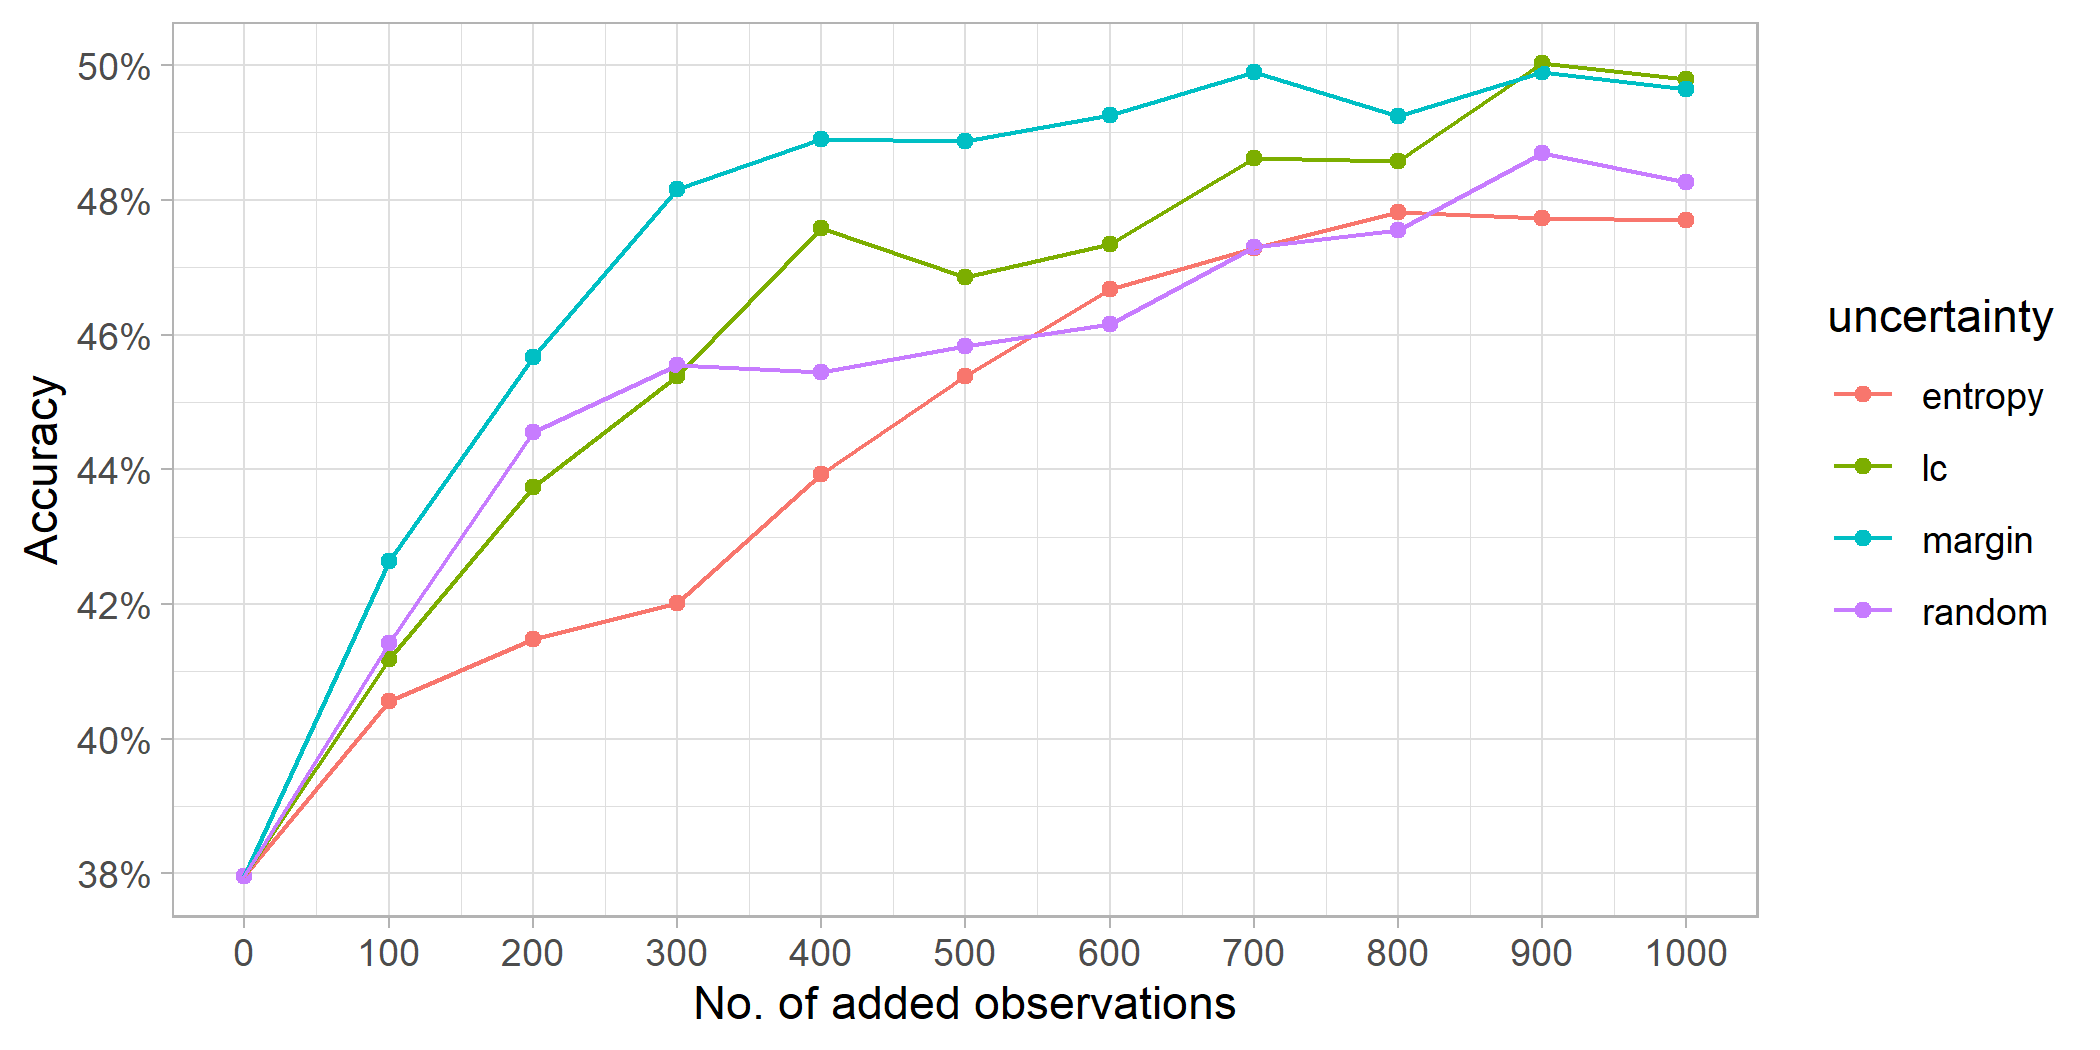 50%
48%
46%
44%
42%
40%
38%
Accuracy
0 100 200 300 400 500 600 700 800 900 1000
No. of added observations
uncertainty
entropy
lc
margin
random